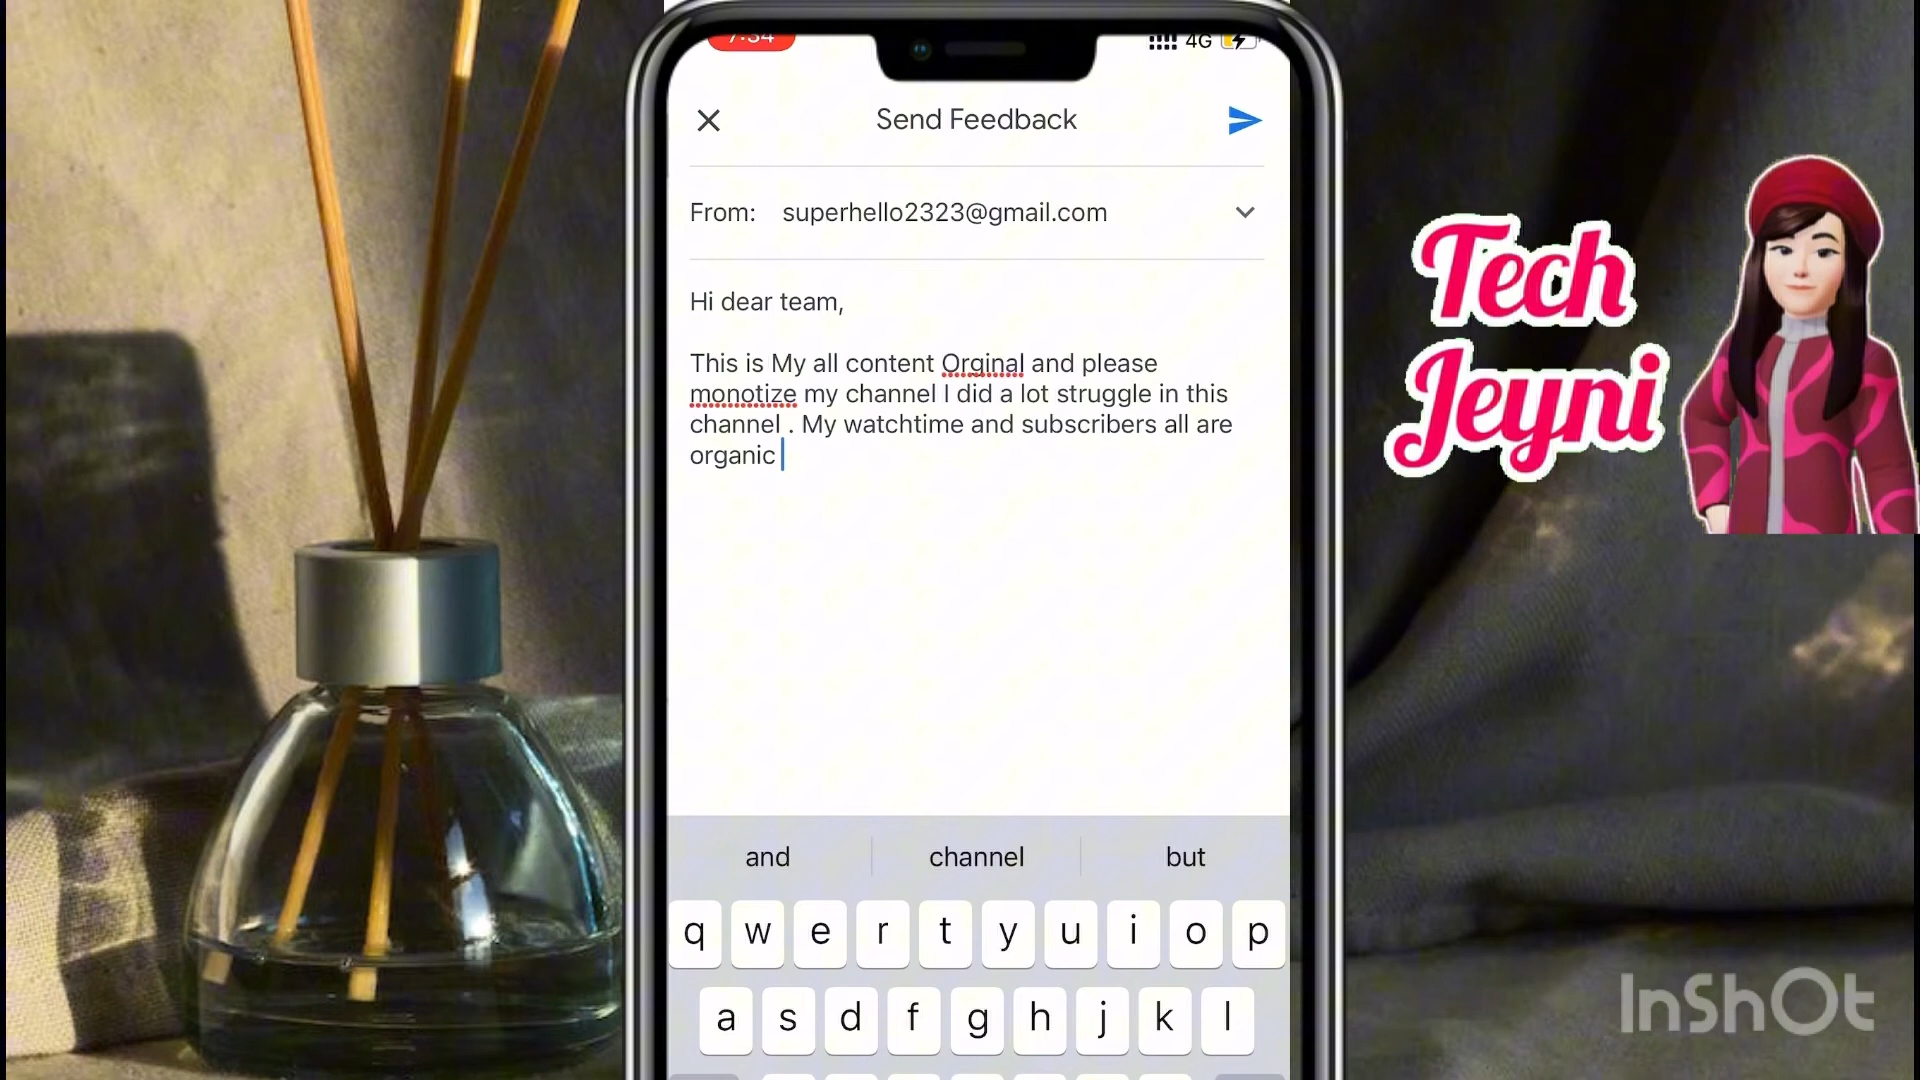 7:34
4G
Send Feedback
From: superhello2323@gmail.com
Hi dear team,
This is My all content Orginal and please
monotize my channel I did a lot struggle in this
channel . My watchtime and subscribers all are
organic
and channel but
q w e r t y u i o p
a s d f g h j k l
Tech
Jeyni
InShOt